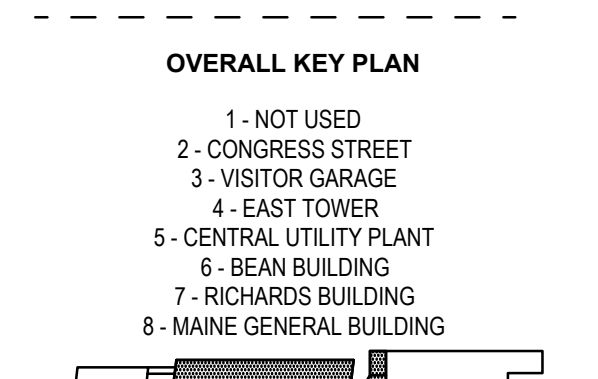 OVERALL KEY PLAN
1 - NOT USED
2 - CONGRESS STREET
3 - VISITOR GARAGE
4 - EAST TOWER
5 - CENTRAL UTILITY PLANT
6 - BEAN BUILDING
7 - RICHARDS BUILDING
8 - MAINE GENERAL BUILDING